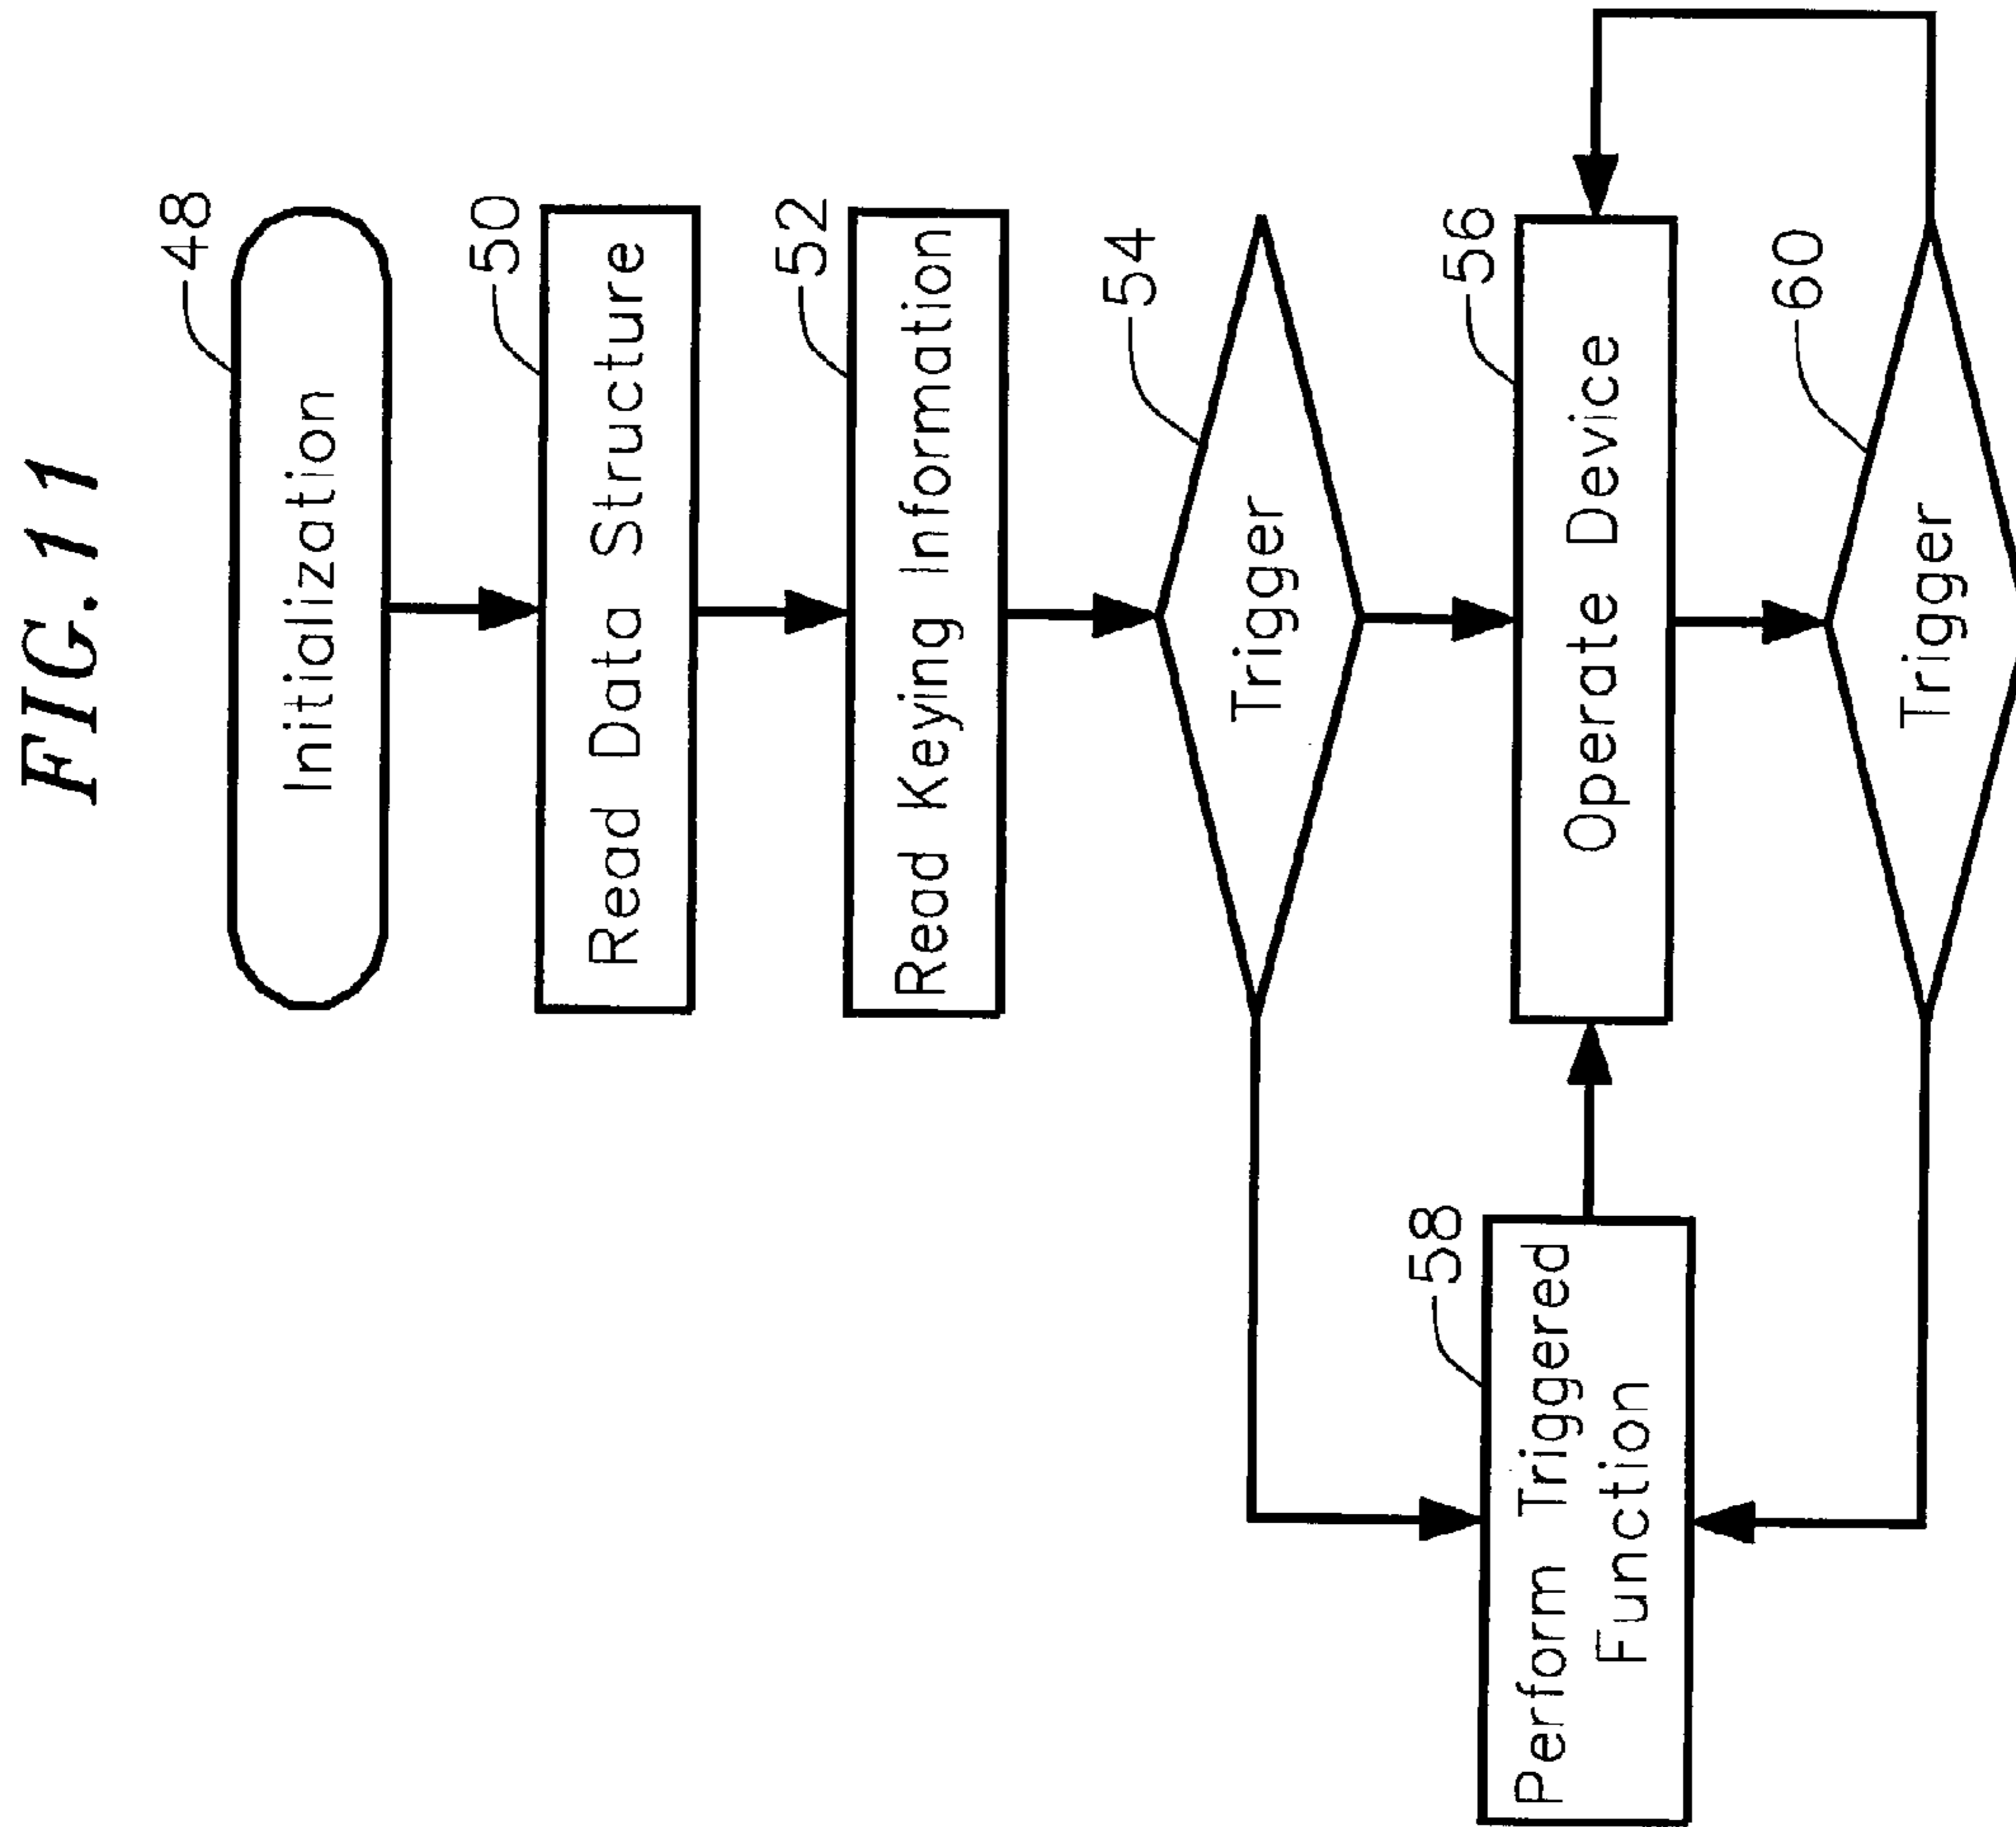 FIG.11
48
Initialization
50
Read Data Structure
52
Read Keying Information
54
Trigger
56
Operate Device
58
Perform Triggered
Function
60
Trigger